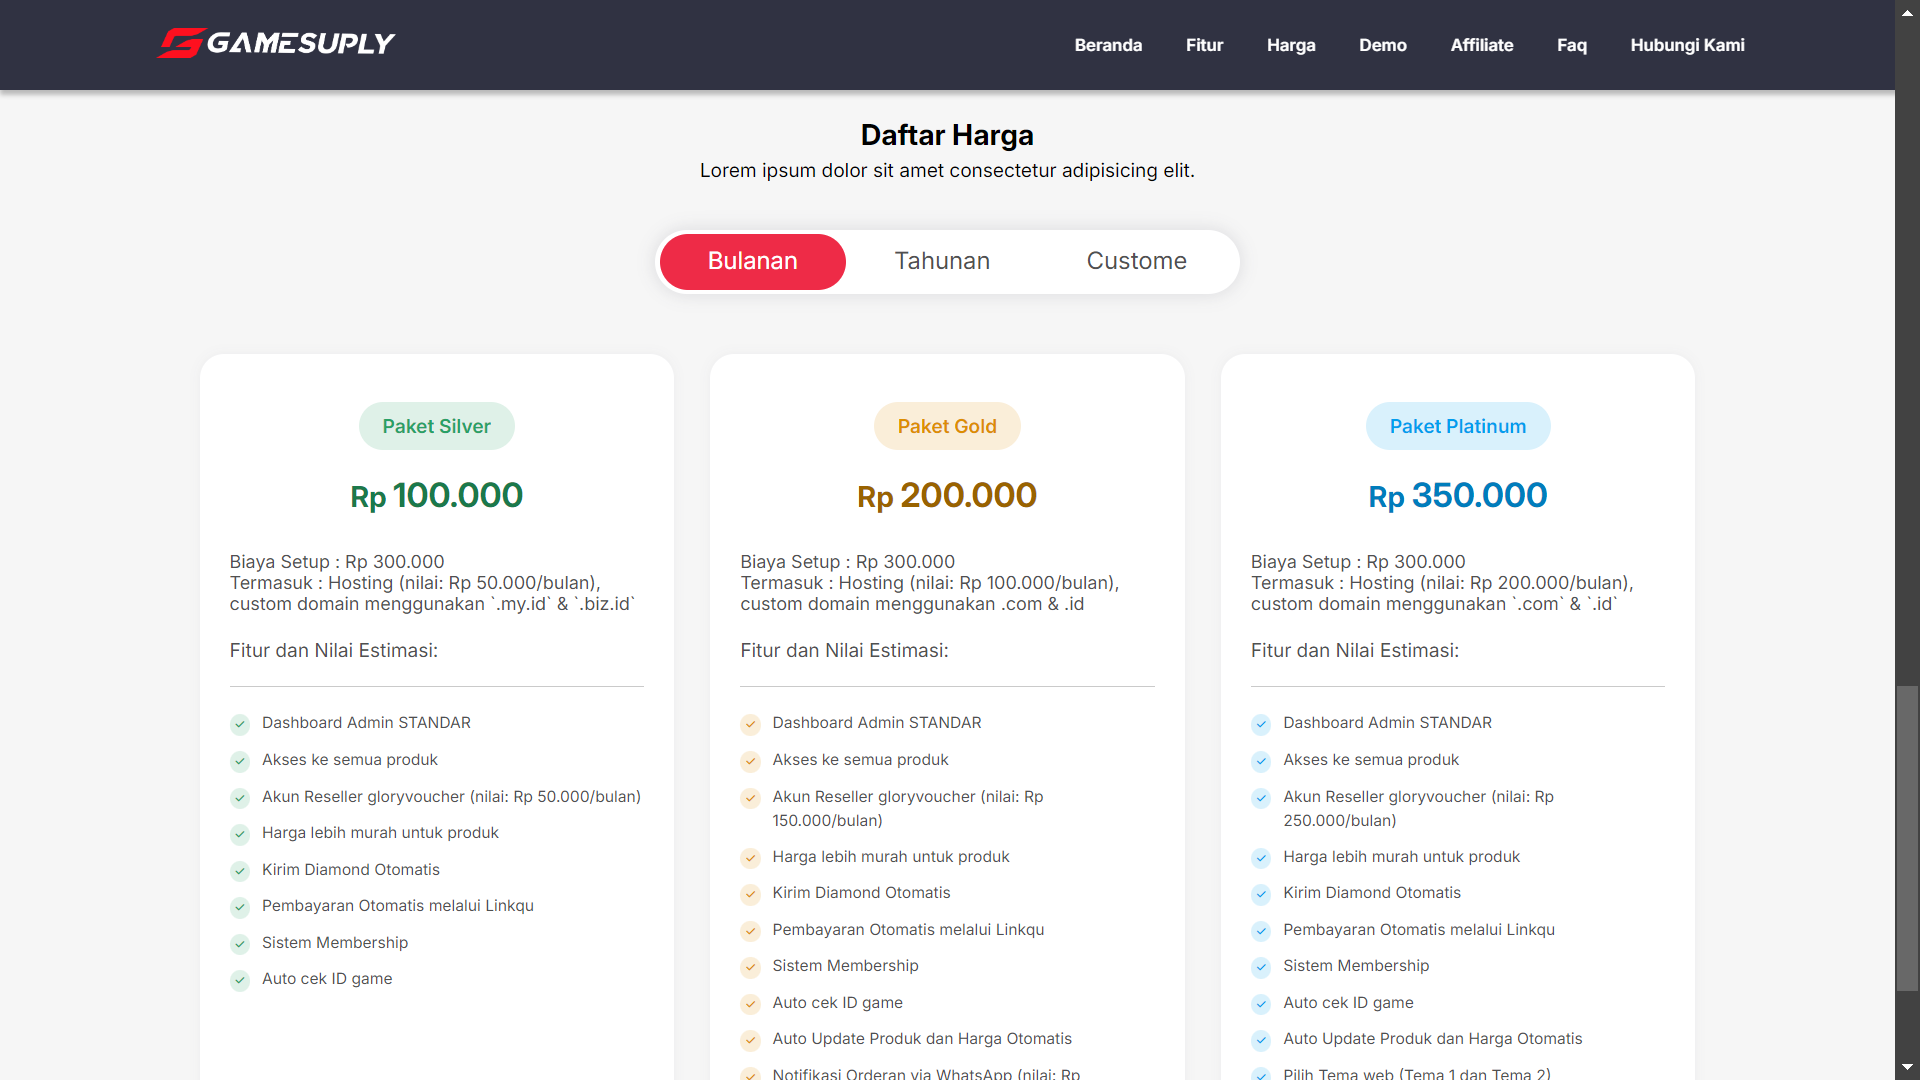 GAMESUPLY
Beranda
Fitur
Harga
Demo
Affiliate
Faq
Hubungi Kami
Daftar Harga
Lorem ipsum dolor sit amet consectetur adipisicing elit.
Bulanan
Tahunan
Custome
Paket Silver
Rp 100.000
Biaya Setup : Rp 300.000
Termasuk : Hosting (nilai: Rp 50.000/bulan),
custom domain menggunakan `.my.id` & `.biz.id`
Fitur dan Nilai Estimasi:
Dashboard Admin STANDAR
Akses ke semua produk
Akun Reseller gloryvoucher (nilai: Rp 50.000/bulan)
Harga lebih murah untuk produk
Kirim Diamond Otomatis
Pembayaran Otomatis melalui Linkqu
Sistem Membership
Auto cek ID game
Paket Gold
Rp 200.000
Biaya Setup : Rp 300.000
Termasuk : Hosting (nilai: Rp 100.000/bulan),
custom domain menggunakan .com & .id
Fitur dan Nilai Estimasi:
Dashboard Admin STANDAR
Akses ke semua produk
Akun Reseller gloryvoucher (nilai: Rp
150.000/bulan)
Harga lebih murah untuk produk
Kirim Diamond Otomatis
Pembayaran Otomatis melalui Linkqu
Sistem Membership
Auto cek ID game
Auto Update Produk dan Harga Otomatis
Notifikasi Orderan via WhatsApp (nilai: Rp
Paket Platinum
Rp 350.000
Biaya Setup : Rp 300.000
Termasuk : Hosting (nilai: Rp 200.000/bulan),
custom domain menggunakan `.com` & `.id`
Fitur dan Nilai Estimasi:
Dashboard Admin STANDAR
Akses ke semua produk
Akun Reseller gloryvoucher (nilai: Rp
250.000/bulan)
Harga lebih murah untuk produk
Kirim Diamond Otomatis
Pembayaran Otomatis melalui Linkqu
Sistem Membership
Auto cek ID game
Auto Update Produk dan Harga Otomatis
Pilih Tema web (Tema 1 dan Tema 2)